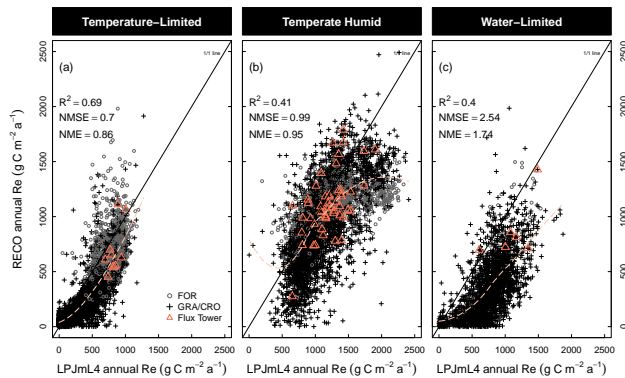 Temperature−Limited
Temperate Humid
Water−Limited
(a)
1/1 line
R² = 0.69
NMSE = 0.7
NME = 0.86
FOR
GRA/CRO
Flux Tower
(b)
1/1 line
R² = 0.41
NMSE = 0.99
NME = 0.95
(c)
1/1 line
R² = 0.4
NMSE = 2.54
NME = 1.74
RECO annual Re (g C m⁻² a⁻¹)
2500
2000
1500
1000
500
0
0 500 1000 1500 2000 2500
0 500 1000 1500 2000 2500
0 500 1000 1500 2000 2500
LPJmL4 annual Re (g C m⁻² a⁻¹)
LPJmL4 annual Re (g C m⁻² a⁻¹)
LPJmL4 annual Re (g C m⁻² a⁻¹)